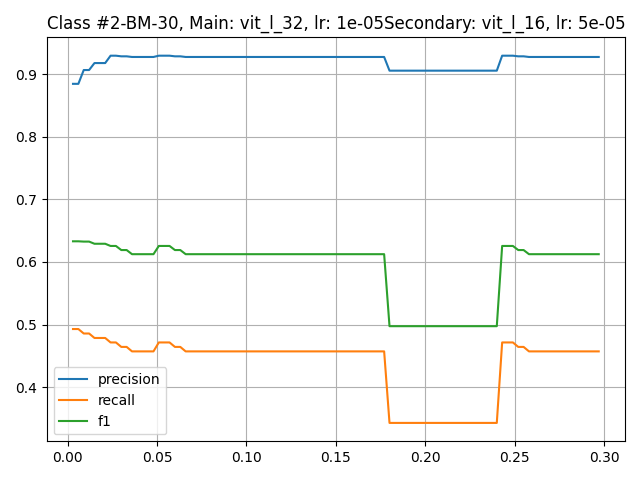 Class #2-BM-30, Main: vit_l_32, lr: 1e-05Secondary: vit_l_16, lr: 5e-05
0.9
0.8
0.7
0.6
0.5
0.4
precision
recall
f1
0.00 0.05 0.10 0.15 0.20 0.25 0.30